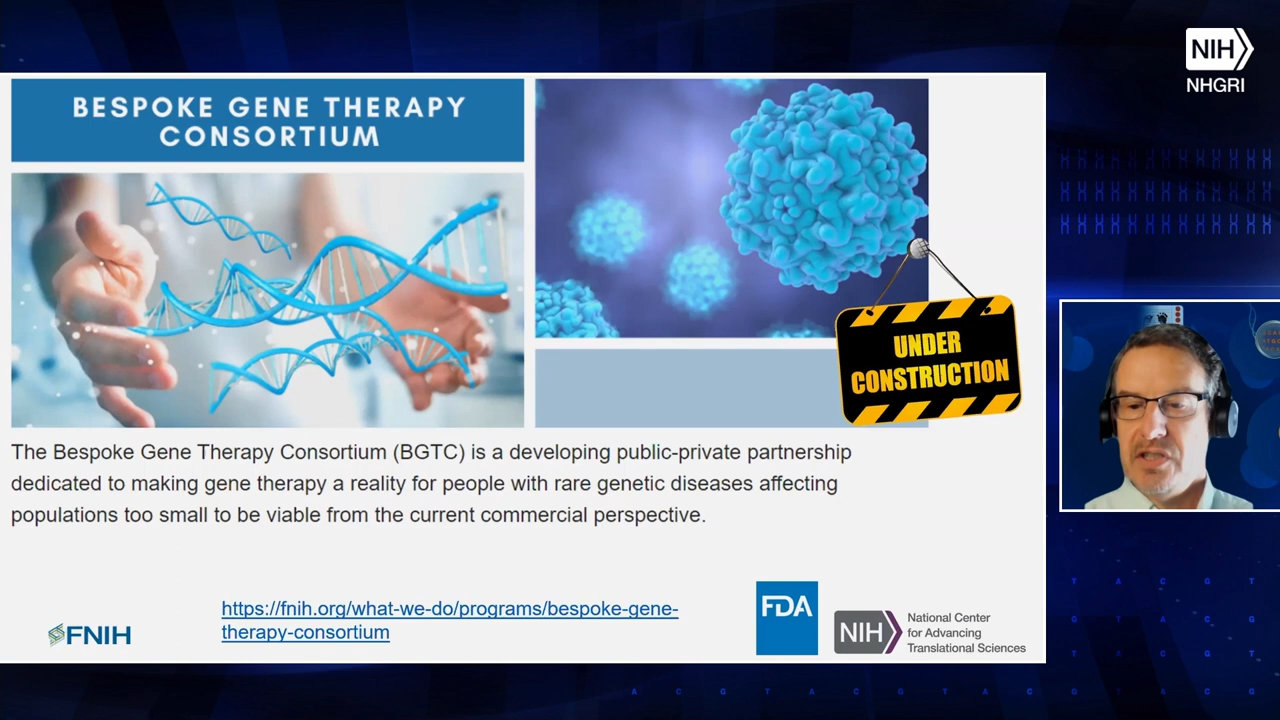 NIH
NHGRI
BESPOKE GENE THERAPY
CONSORTIUM
UNDER
CONSTRUCTION
The Bespoke Gene Therapy Consortium (BGTC) is a developing public-private partnership
dedicated to making gene therapy a reality for people with rare genetic diseases affecting
populations too small to be viable from the current commercial perspective.
FNIH
https://fnih.org/what-we-do/programs/bespoke-gene-
therapy-consortium
FDA
NIH
National Center
for Advancing
Translational Sciences
T A C G T
G T A C G
T A C G T
A C G T A C G T A C G T A C G